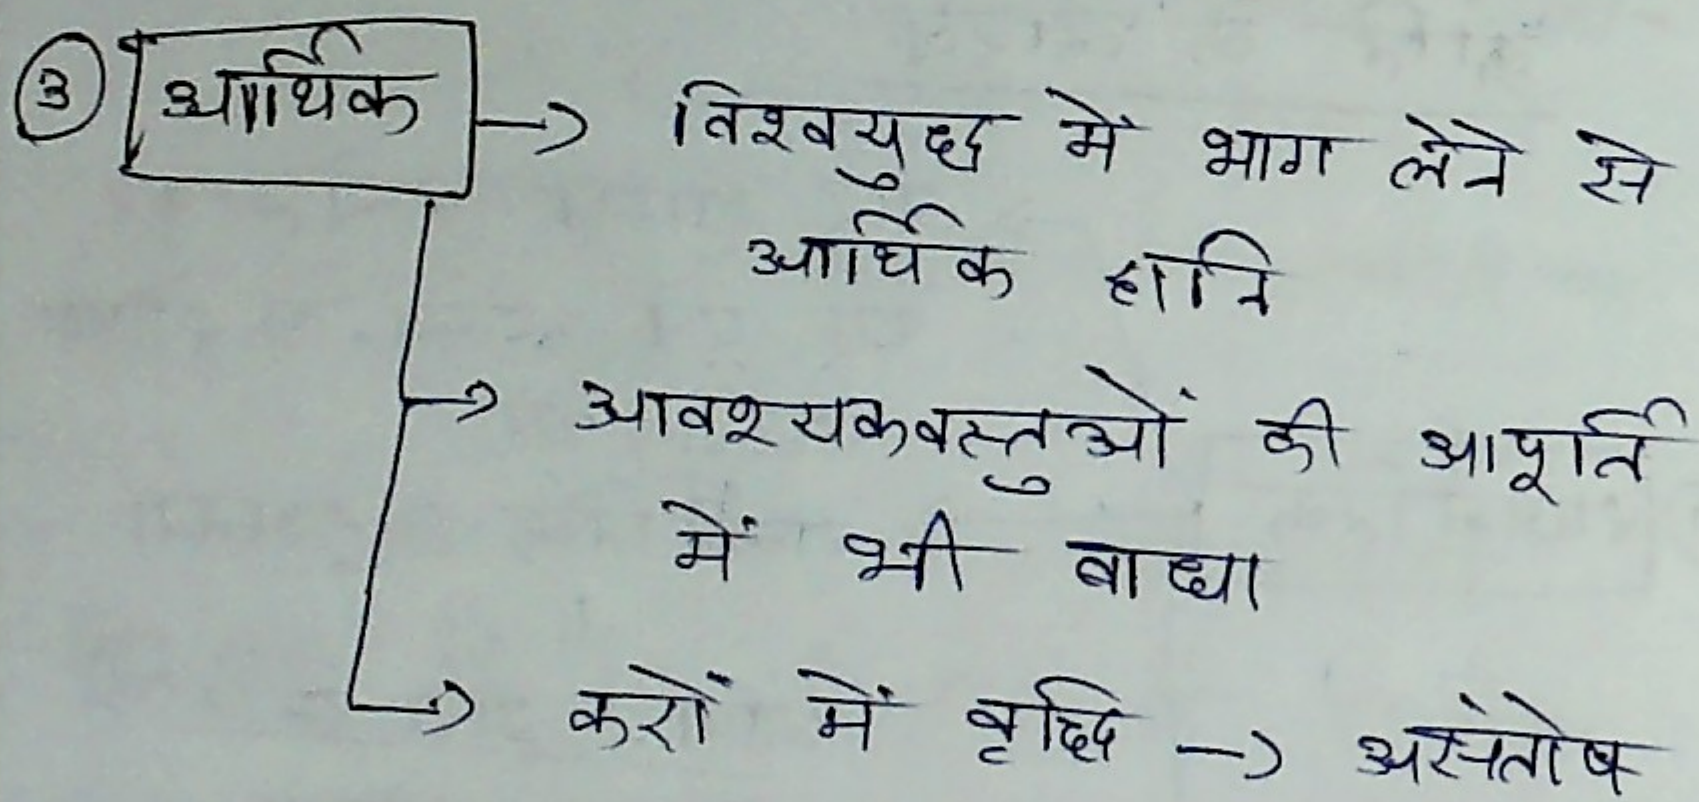 ③ आर्थिक → विश्वयुद्ध में भाग लेने से
आर्थिक हानि
→ आवश्यकवस्तुओं की आपूर्ति
में भी बाधा
→ करों में वृद्धि → असंतोष